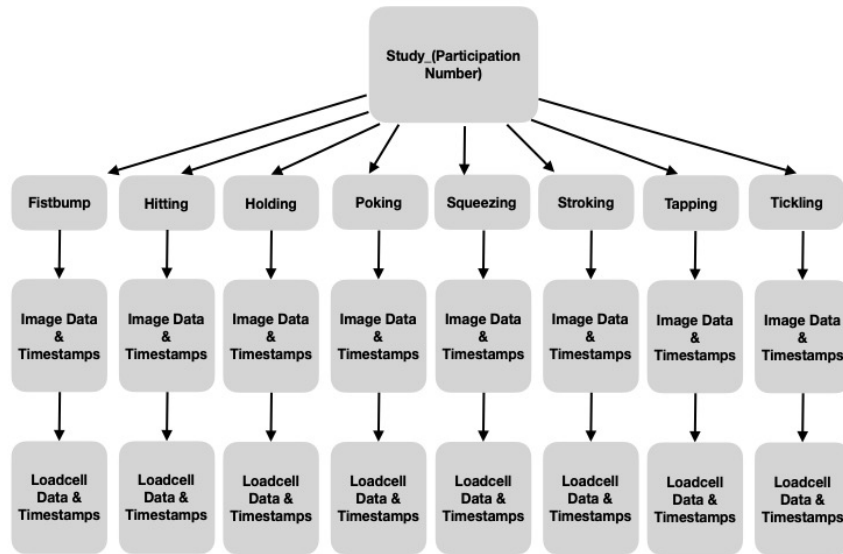 Study_(Participation
Number)
Fistbump
Hitting
Holding
Poking
Squeezing
Stroking
Tapping
Tickling
Image Data
&
Timestamps
Image Data
&
Timestamps
Image Data
&
Timestamps
Image Data
&
Timestamps
Image Data
&
Timestamps
Image Data
&
Timestamps
Image Data
&
Timestamps
Image Data
&
Timestamps
Loadcell
Data &
Timestamps
Loadcell
Data &
Timestamps
Loadcell
Data &
Timestamps
Loadcell
Data &
Timestamps
Loadcell
Data &
Timestamps
Loadcell
Data &
Timestamps
Loadcell
Data &
Timestamps
Loadcell
Data &
Timestamps